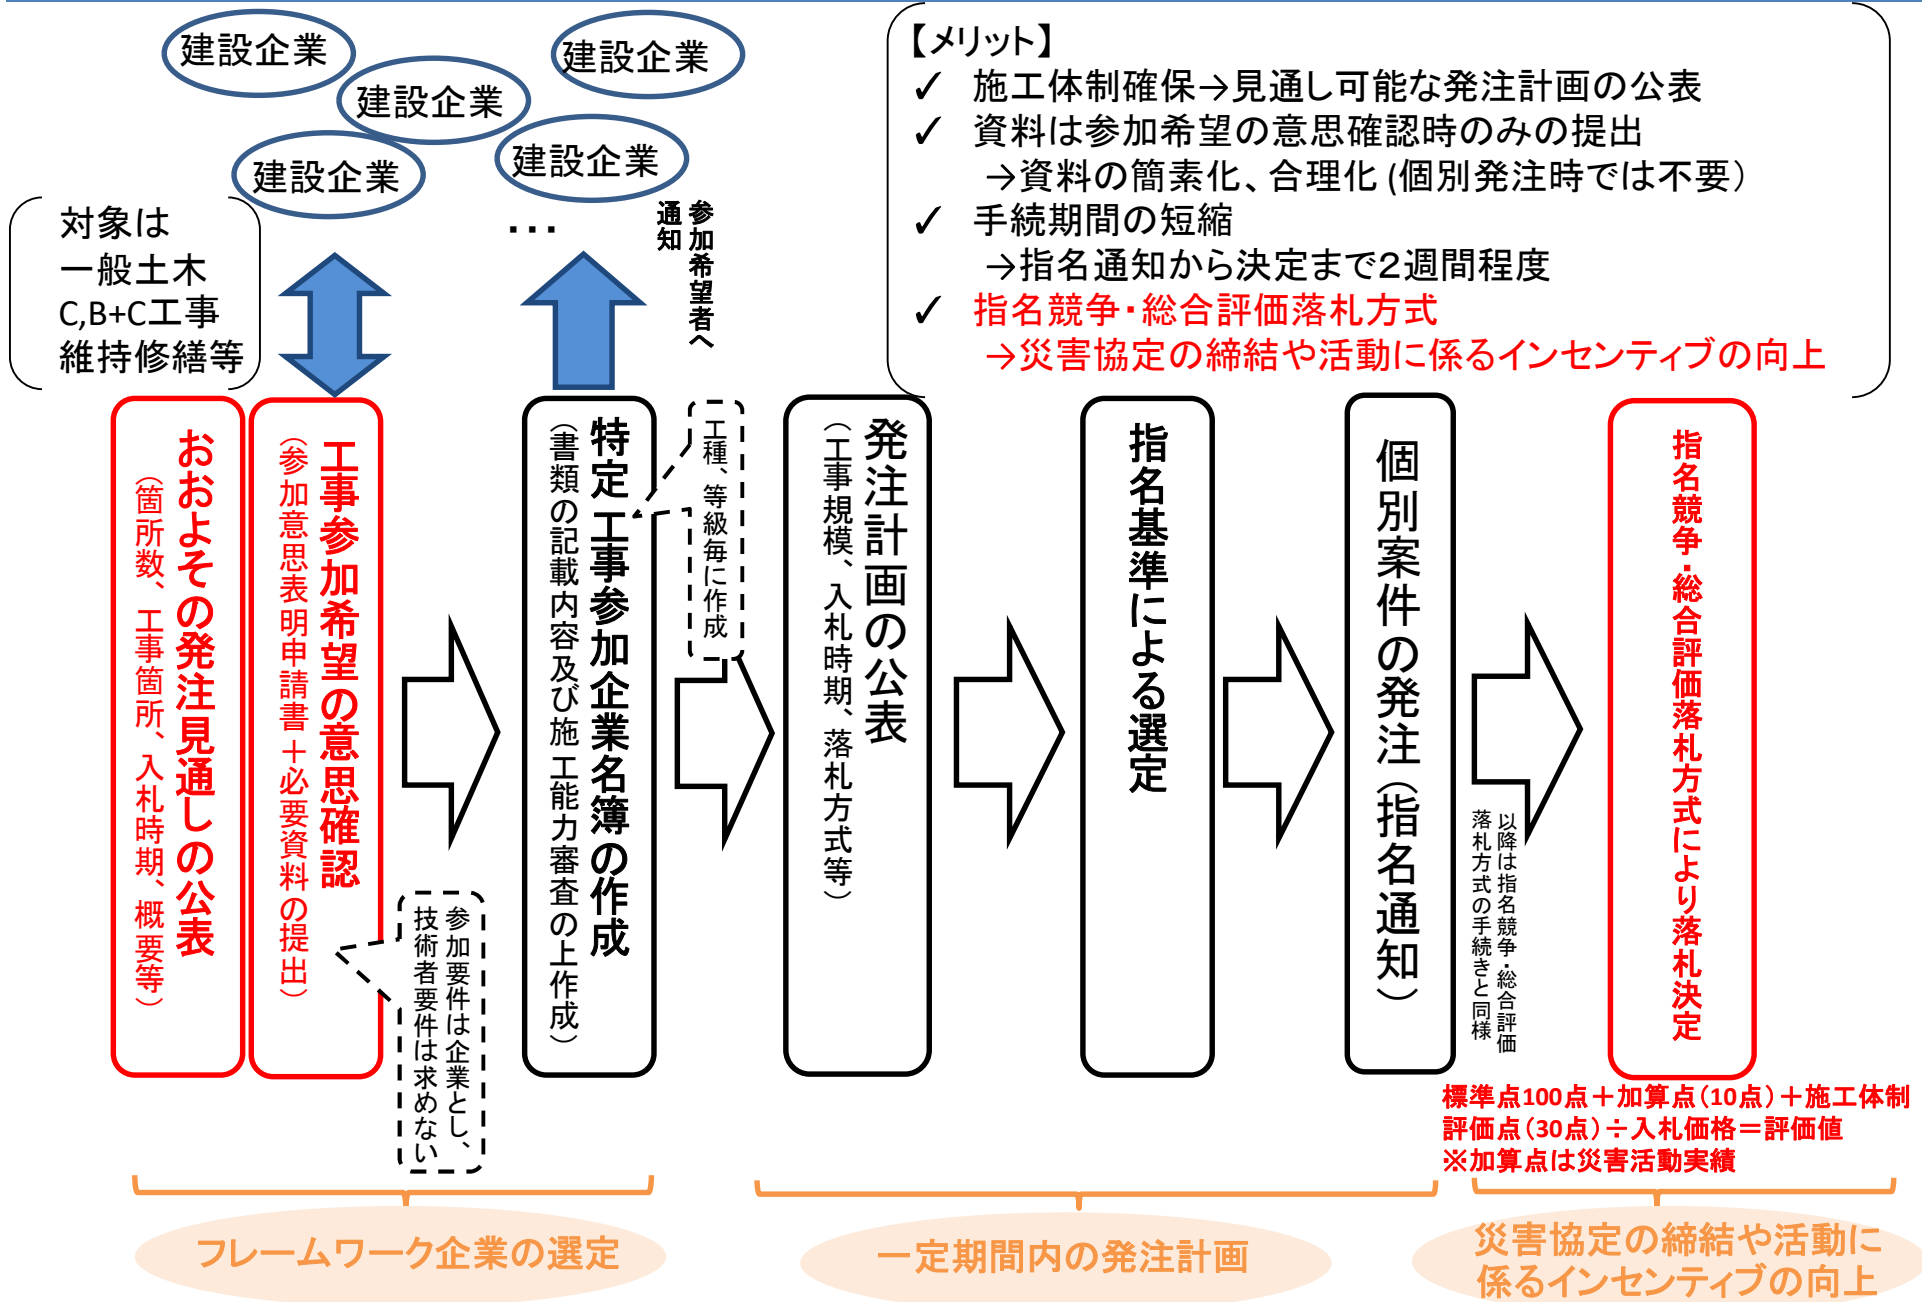 建設企業
建設企業
建設企業
建設企業
建設企業
…
【メリット】
✓ 施工体制確保→見通し可能な発注計画の公表
✓ 資料は参加希望の意思確認時のみの提出
→資料の簡素化、合理化 (個別発注時では不要）
✓ 手続期間の短縮
→指名通知から決定まで２週間程度
✓ 指名競争・総合評価落札方式
→災害協定の締結や活動に係るインセンティブの向上
対象は
一般土木
C,B+C工事
維持修繕等
参加希望者へ
通知
おおよその発注見通しの公表
（箇所数、工事箇所、入札時期、概要等）
工事参加希望の意思確認
（参加意思表明申請書＋必要資料の提出）
参加要件は企業とし、
技術者要件は求めない
特定工事参加企業名簿の作成
（書類の記載内容及び施工能力審査の上作成）
工種、等級毎に作成
発注計画の公表
（工事規模、入札時期、落札方式等）
指名基準による選定
個別案件の発注（指名通知）
以降は指名競争・総合評価
落札方式の手続きと同様
指名競争・総合評価落札方式により落札決定
標準点100点＋加算点（10点）＋施工体制
評価点（30点）÷入札価格＝評価値
※加算点は災害活動実績
フレームワーク企業の選定
一定期間内の発注計画
災害協定の締結や活動に
係るインセンティブの向上